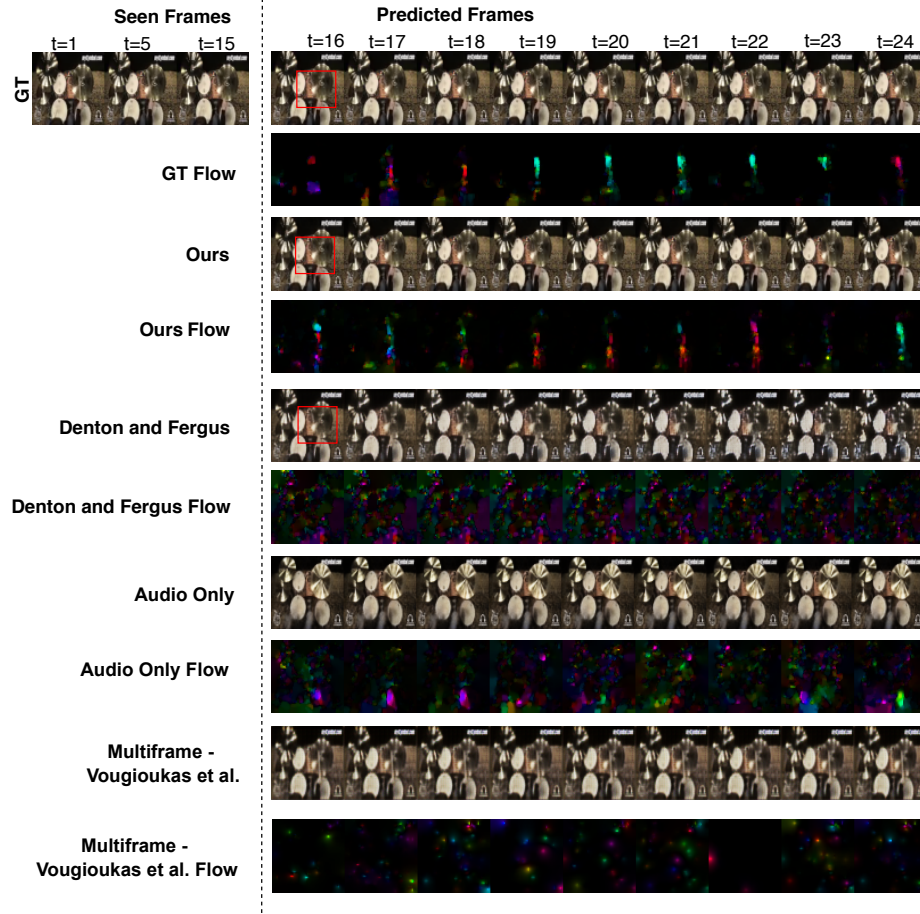 Seen Frames
Predicted Frames
t=1 t=5 t=15 t=16 t=17 t=18 t=19 t=20 t=21 t=22 t=23 t=24
GT
GT Flow
Ours
Ours Flow
Denton and Fergus
Denton and Fergus Flow
Audio Only
Audio Only Flow
Multiframe -
Vougioukas et al.
Multiframe -
Vougioukas et al. Flow